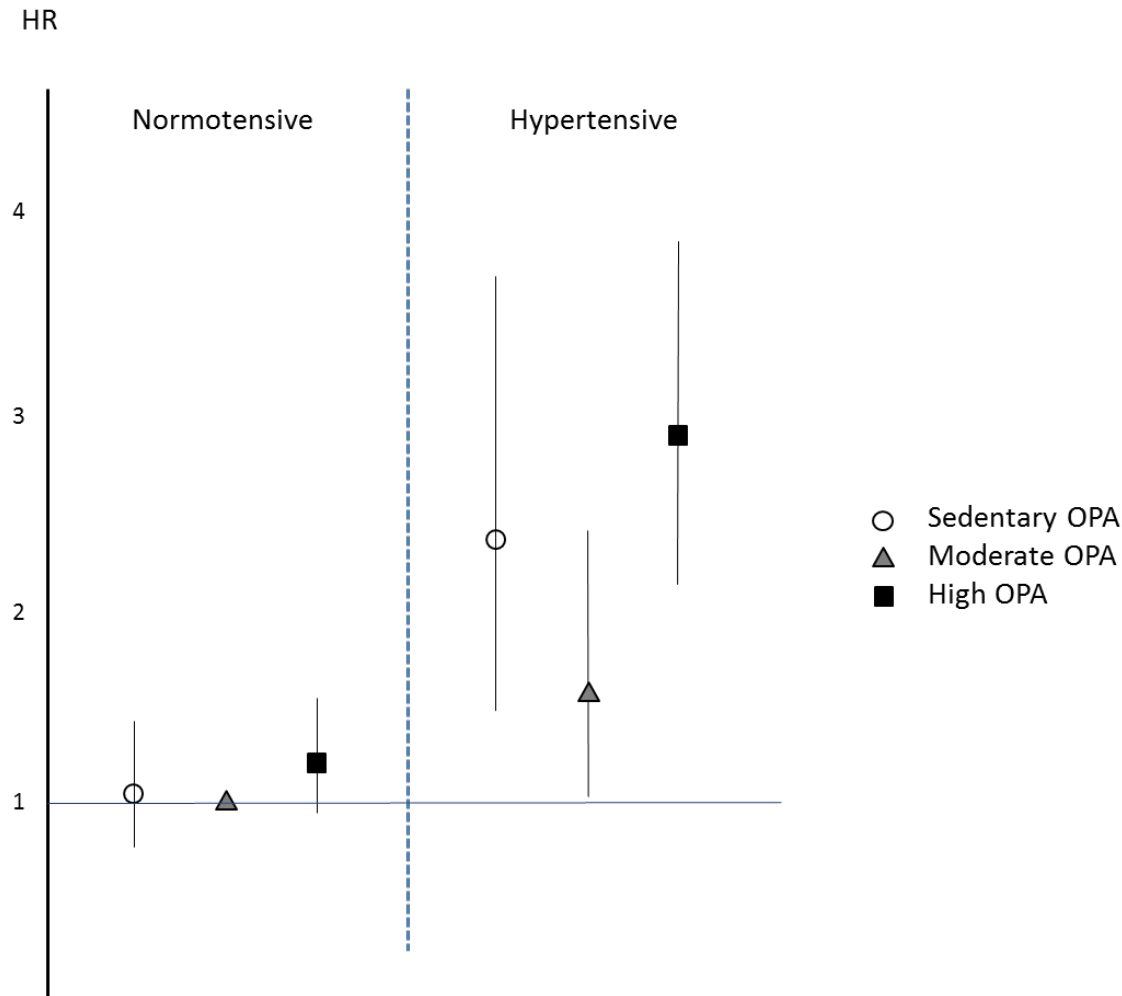 HR
Normotensive
Hypertensive
4
3
2
1
Sedentary OPA
Moderate OPA
High OPA